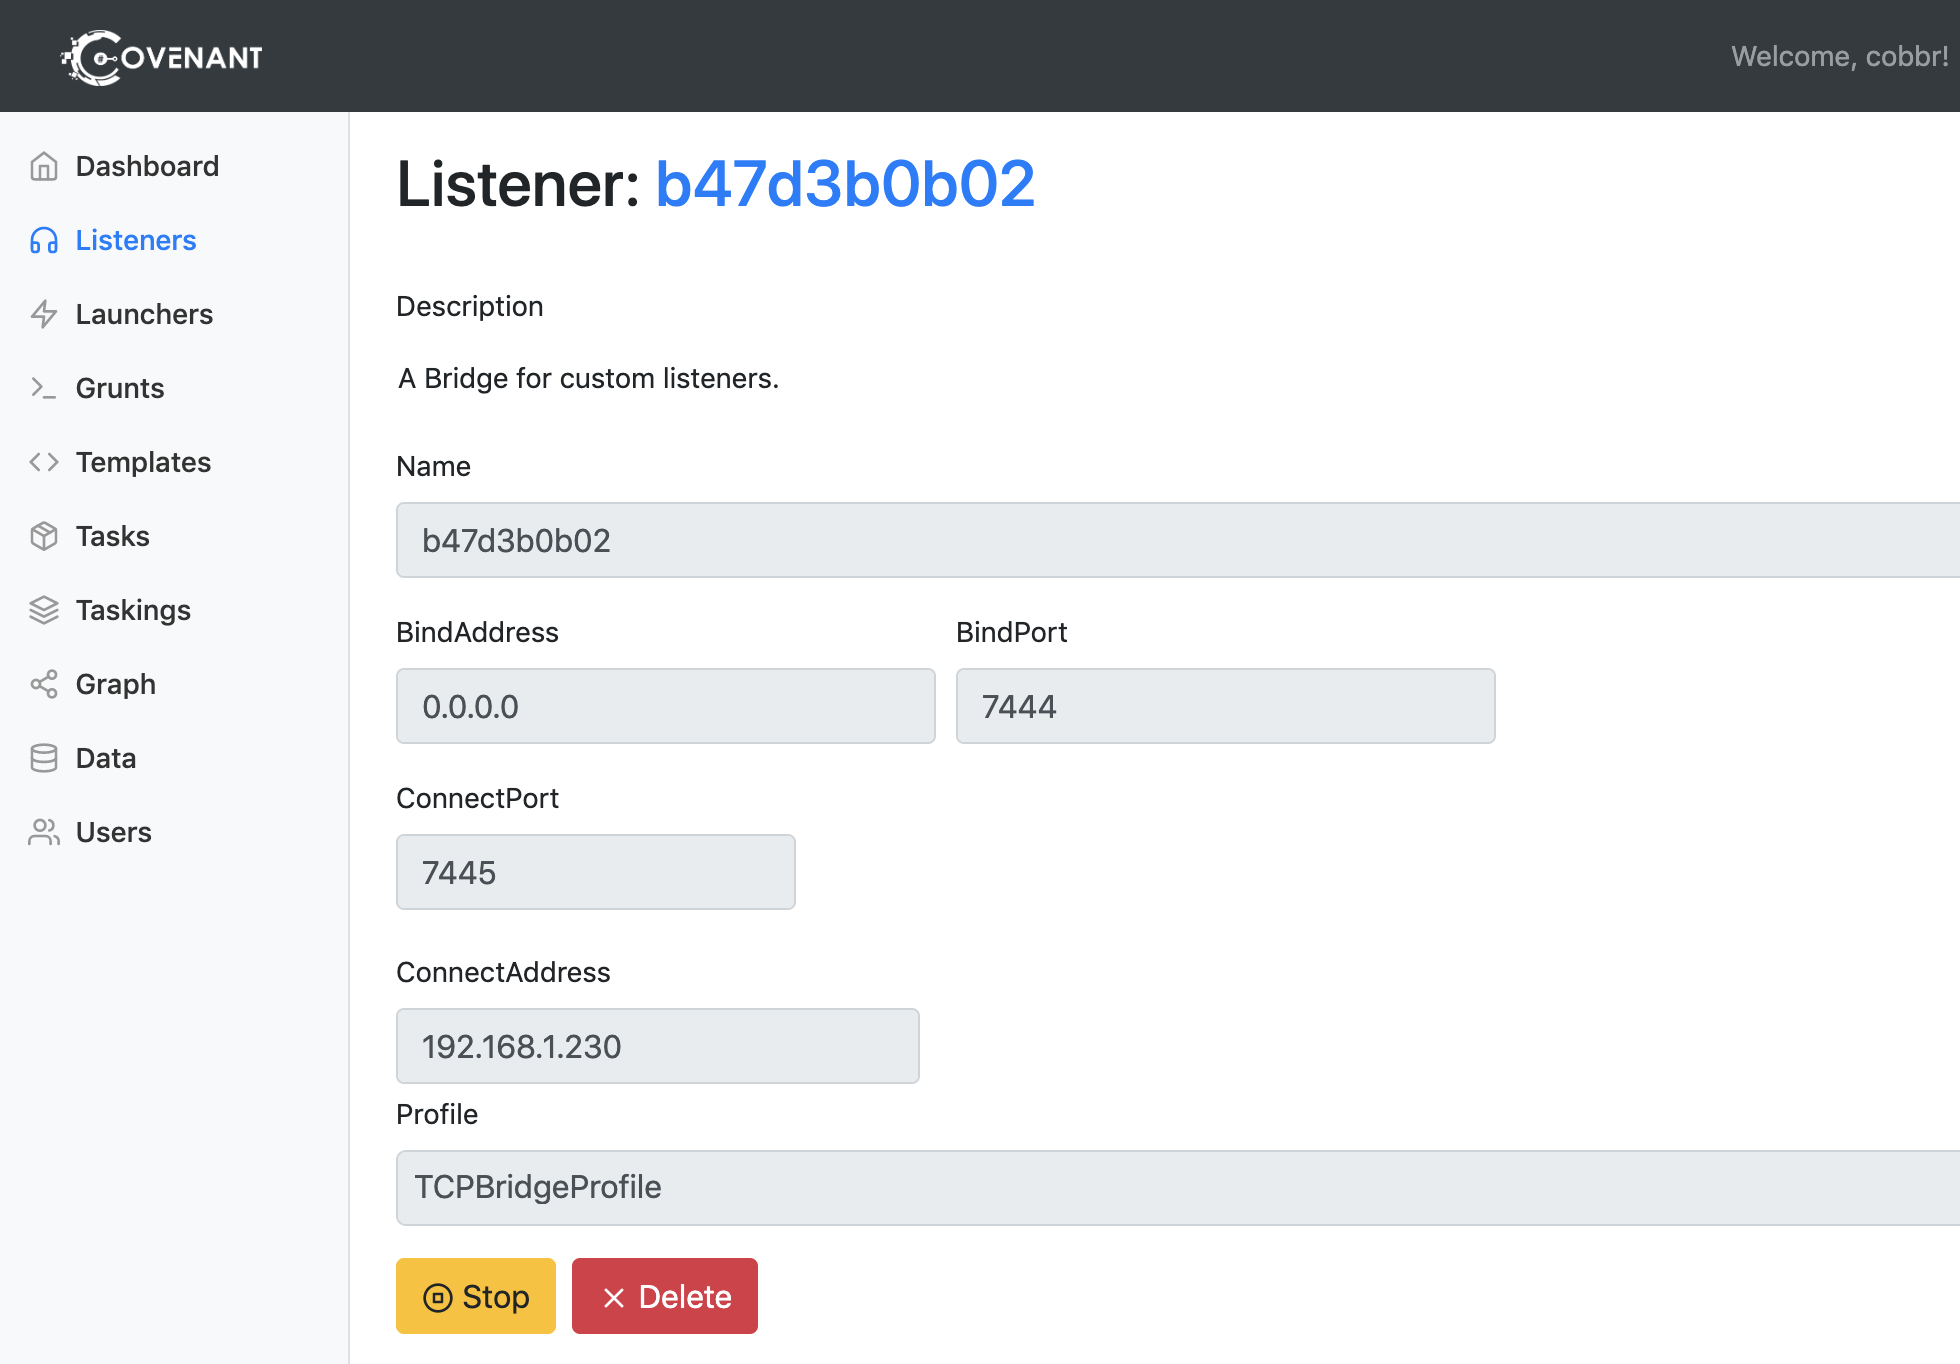 COVENANT
Welcome, cobbr!
Dashboard
Listeners
Launchers
Grunts
Templates
Tasks
Taskings
Graph
Data
Users
Listener: b47d3b0b02
Description
A Bridge for custom listeners.
Name
b47d3b0b02
BindAddress BindPort
0.0.0.0 7444
ConnectPort
7445
ConnectAddress
192.168.1.230
Profile
TCPBridgeProfile
Stop Delete